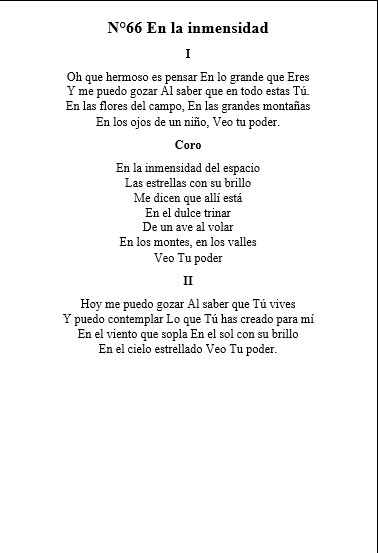 N°66 En la inmensidad
I
Oh que hermoso es pensar En lo grande que Eres
Y me puedo gozar Al saber que en todo estas Tú.
En las flores del campo, En las grandes montañas
En los ojos de un niño, Veo tu poder.
Coro
En la inmensidad del espacio
Las estrellas con su brillo
Me dicen que allí está
En el dulce trinar
De un ave al volar
En los montes, en los valles
Veo Tu poder
II
Hoy me puedo gozar Al saber que Tú vives
Y puedo contemplar Lo que Tú has creado para mí
En el viento que sopla En el sol con su brillo
En el cielo estrellado Veo Tu poder.